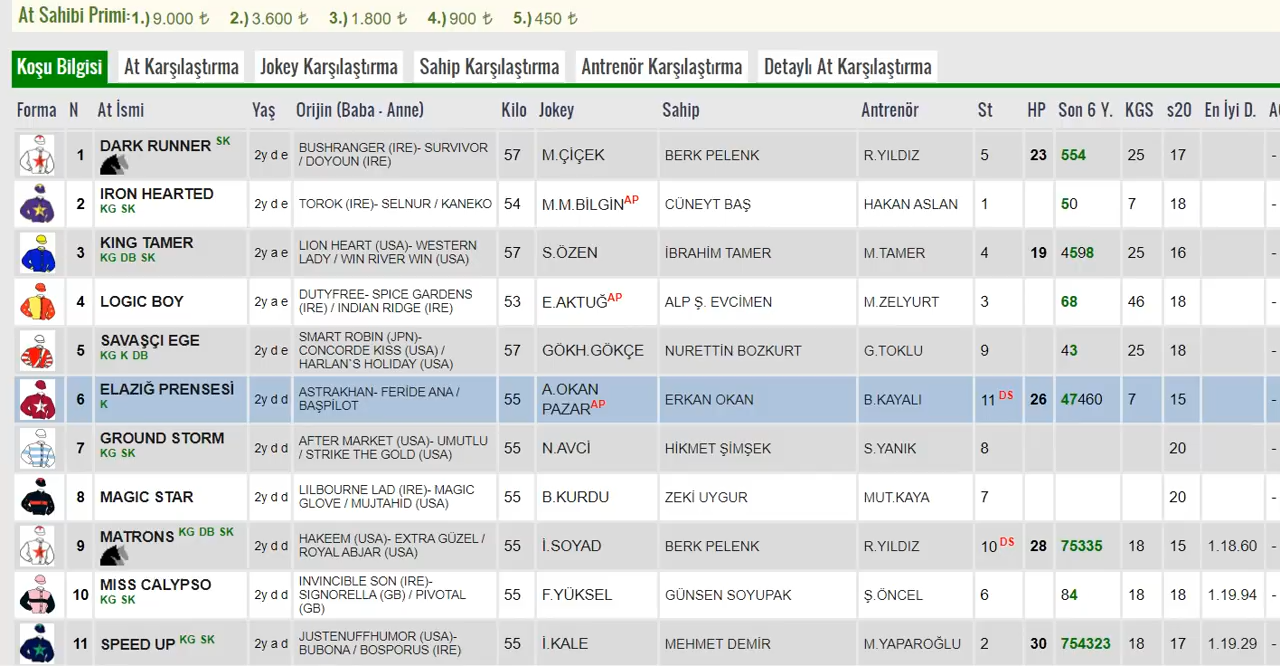 At Sahibi Primi:1.) 9.000 ₺ 2.) 3.600 ₺ 3.) 1.800 ₺ 4.) 900 ₺ 5.) 450 ₺
Koşu Bilgisi At Karşılaştırma Jokey Karşılaştırma Sahip Karşılaştırma Antrenör Karşılaştırma Detaylı At Karşılaştırma
Forma N At İsmi Yaş Orijin (Baba - Anne) Kilo Jokey Sahip Antrenör St HP Son 6 Y. KGS s20 En İyi D.
1 DARK RUNNER SK 2y d e BUSHRANGER (IRE)- SURVIVOR / DOYOUN (IRE) 57 M.ÇİÇEK BERK PELENK R.YILDIZ 5 23 554 25 17 -
2 IRON HEARTED KG SK 2y d e TOROK (IRE)- SELNUR / KANEKO 54 M.M.BİLGİNAP CÜNEYT BAŞ HAKAN ASLAN 1 50 7 18 -
3 KING TAMER KG DB SK 2y a e LION HEART (USA)- WESTERN LADY / WIN RIVER WIN (USA) 57 S.ÖZEN İBRAHİM TAMER M.TAMER 4 19 4598 25 16 -
4 LOGIC BOY 2y a e DUTYFREE- SPICE GARDENS (IRE) / INDIAN RIDGE (IRE) 53 E.AKTUĞAP ALP Ş. EVCİMEN M.ZELYURT 3 68 46 18 -
5 SAVAŞÇI EGE KG K DB 2y d e SMART ROBIN (JPN)- CONCORDE KISS (USA) / HARLAN'S HOLIDAY (USA) 57 GÖKH.GÖKÇE NURETTİN BOZKURT G.TOKLU 9 43 25 18 -
6 ELAZIĞ PRENSESİ K 2y d d ASTRAKHAN- FERİDE ANA / BAŞPİLOT 55 A.OKAN PAZARAP ERKAN OKAN B.KAYALI 11 DS 26 47460 7 15 -
7 GROUND STORM KG SK 2y d d AFTER MARKET (USA)- UMUTLU / STRIKE THE GOLD (USA) 55 N.AVCİ HİKMET ŞİMŞEK S.YANIK 8 20 -
8 MAGIC STAR 2y d d LILBOURNE LAD (IRE)- MAGIC GLOVE / MUJTAHID (USA) 55 B.KURDU ZEKİ UYGUR MUT.KAYA 7 20 -
9 MATRONS KG DB SK 2y d d HAKEEM (USA)- EXTRA GÜZEL / ROYAL ABJAR (USA) 55 İ.SOYAD BERK PELENK R.YILDIZ 10 DS 28 75335 18 15 1.18.60 -
10 MISS CALYPSO KG SK 2y d d INVINCIBLE SON (IRE)- SIGNORELLA (GB) / PIVOTAL (GB) 55 F.YÜKSEL GÜNSEN SOYUPAK Ş.ÖNCEL 6 84 18 18 1.19.94 -
11 SPEED UP KG SK 2y a d JUSTENUFFHUMOR (USA)- BUBONA / BOSPORUS (IRE) 55 İ.KALE MEHMET DEMİR M.YAPAROĞLU 2 30 754323 18 17 1.19.29 -